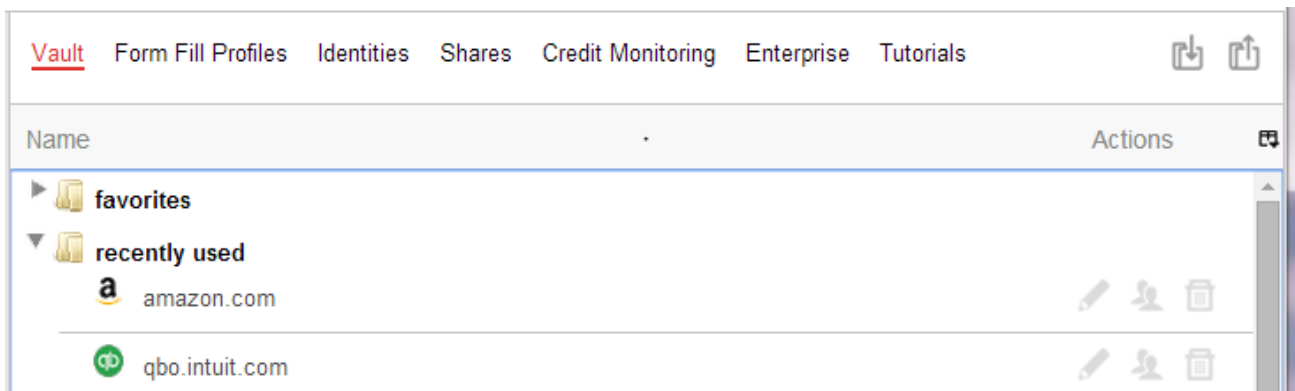 Vault Form Fill Profiles Identities Shares Credit Monitoring Enterprise Tutorials
Name Actions
favorites
recently used
a amazon.com
qb qbo.intuit.com